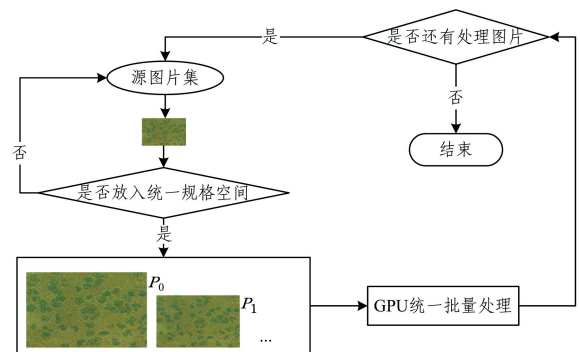 是
是否还有处理图片
源图片集
否
结束
否
是否放入统一规格空间
是
P0
P1
...
GPU统一批量处理